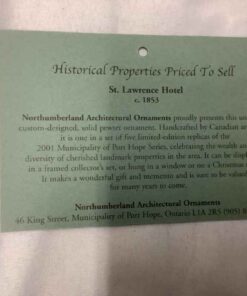 Historical Properties Priced To Sell
St. Lawrence Hotel
c. 1853
Northumberland Architectural Ornaments proudly presents this
custom-designed, solid pewter ornament. Handcrafted by Canadian
it is one in a set of five limited-edition replicas of the
2001 Municipality of Port Hope Series, celebrating the wealth and
diversity of cherished landmark properties in the area. It can be
in a framed collector's set, or hung in a window or on a Christmas
It makes a wonderful gift and memento and is sure to be
for many years to come.
Northumberland Architectural Ornaments
46 King Street, Municipality of Port Hope, Ontario L1A 2R5 (905)